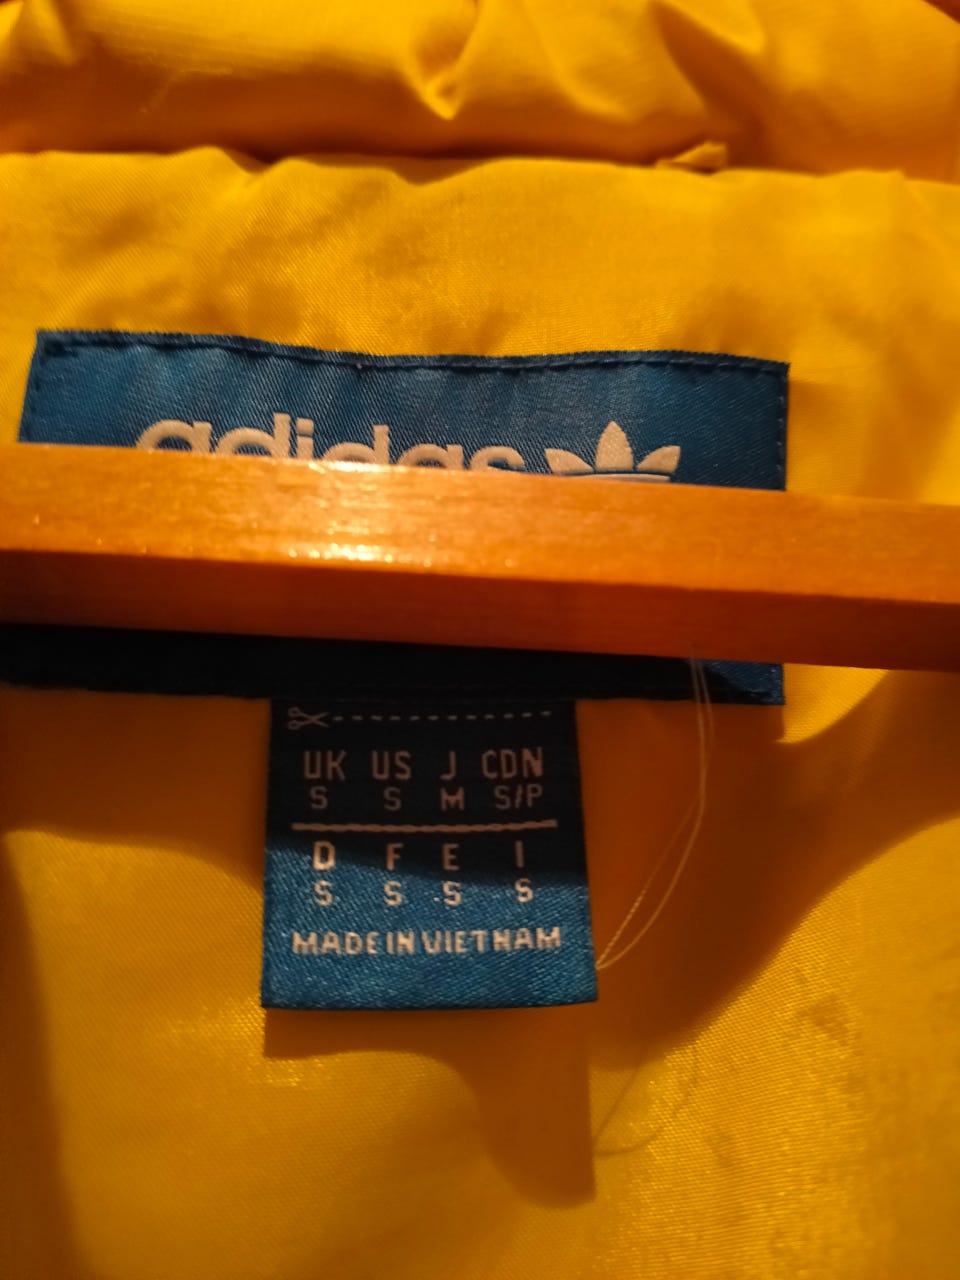 adidas
UK US J CDN
S S M S/P
D F E I
S S S S
MADE IN VIETNAM